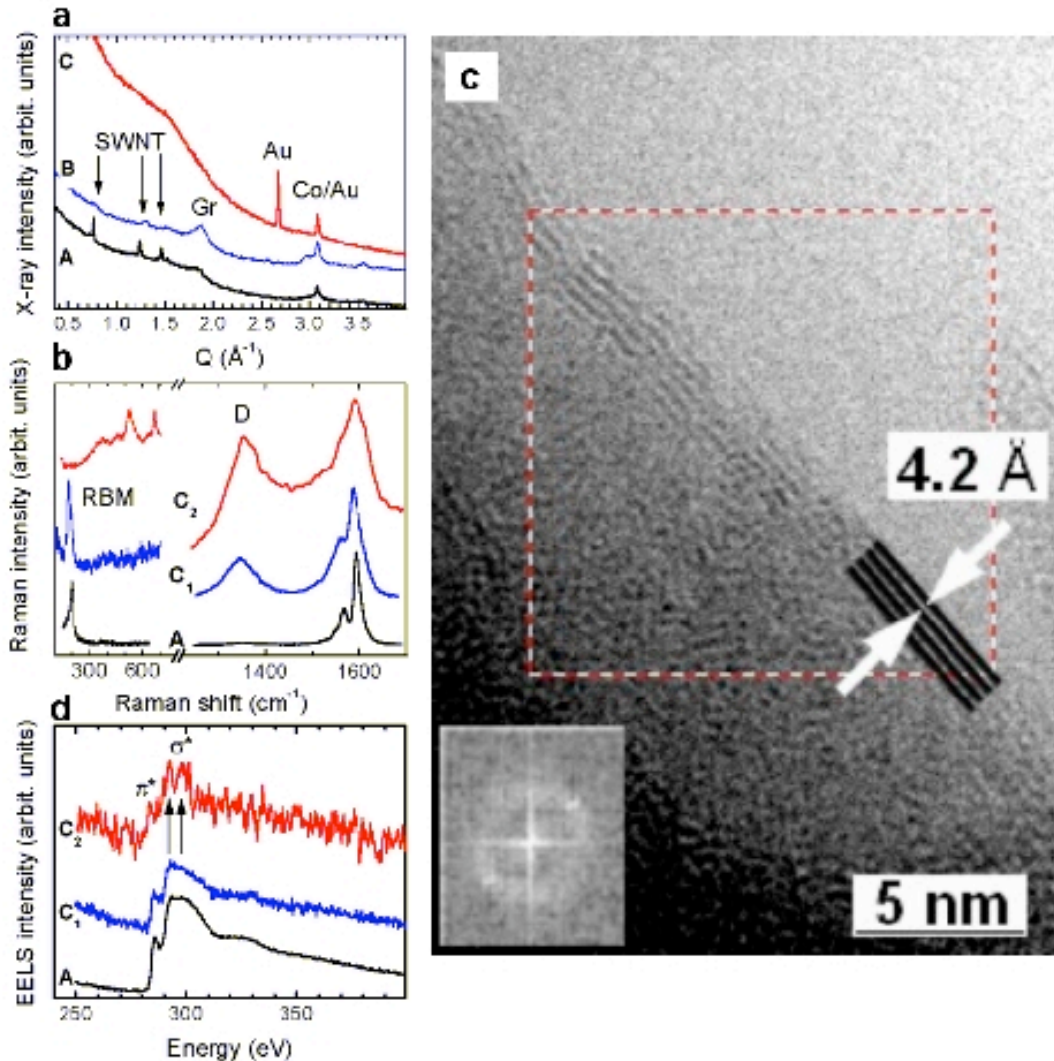 a
X-ray intensity (arbit. units)
C
B
A
SWNT
Gr
Au
Co/Au
0.5 1.0 1.5 2.0 2.5 3.0 3.5
Q (Å⁻¹)
b
Raman intensity (arbit. units)
RBM
D
C₂
C₁
A
300 600 1400 1600
Raman shift (cm⁻¹)
d
EELS intensity (arbit. units)
π*
σ*
C₂
C₁
A
250 300 350
Energy (eV)
c
4.2 Å
5 nm